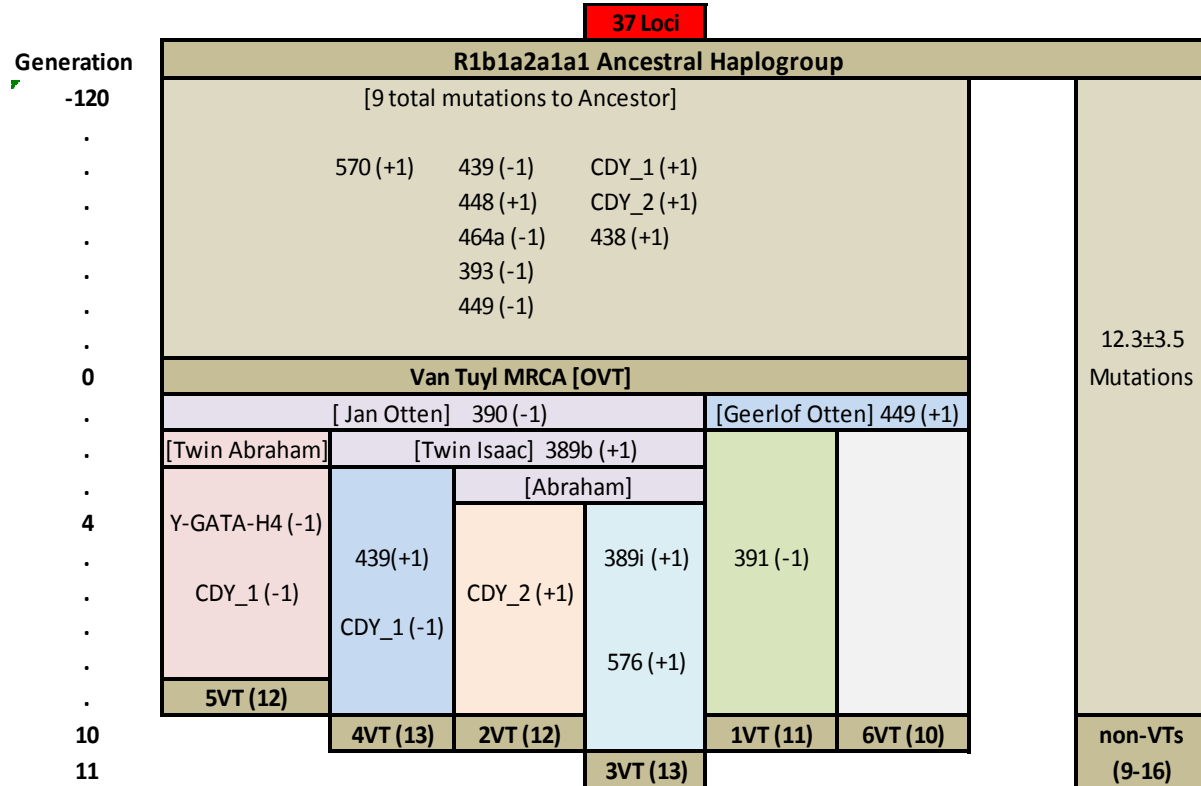 37 Loci
Generation R1b1a2a1a1 Ancestral Haplogroup
-120 [9 total mutations to Ancestor]
.
. 570 (+1) 439 (-1) CDY_1 (+1)
. 448 (+1) CDY_2 (+1)
. 464a (-1) 438 (+1)
. 393 (-1)
. 449 (-1)
. 12.3±3.5
0 Van Tuyl MRCA [OVT] Mutations
. [ Jan Otten] 390 (-1) [Geerlof Otten] 449 (+1)
. [Twin Abraham] [Twin Isaac] 389b (+1)
. [Abraham]
4 Y-GATA-H4 (-1)
. 439(+1) 389i (+1) 391 (-1)
. CDY_1 (-1) CDY_2 (+1)
. CDY_1 (-1)
. 576 (+1)
. 5VT (12)
10 4VT (13) 2VT (12) 1VT (11) 6VT (10) non-VTs
11 3VT (13) (9-16)